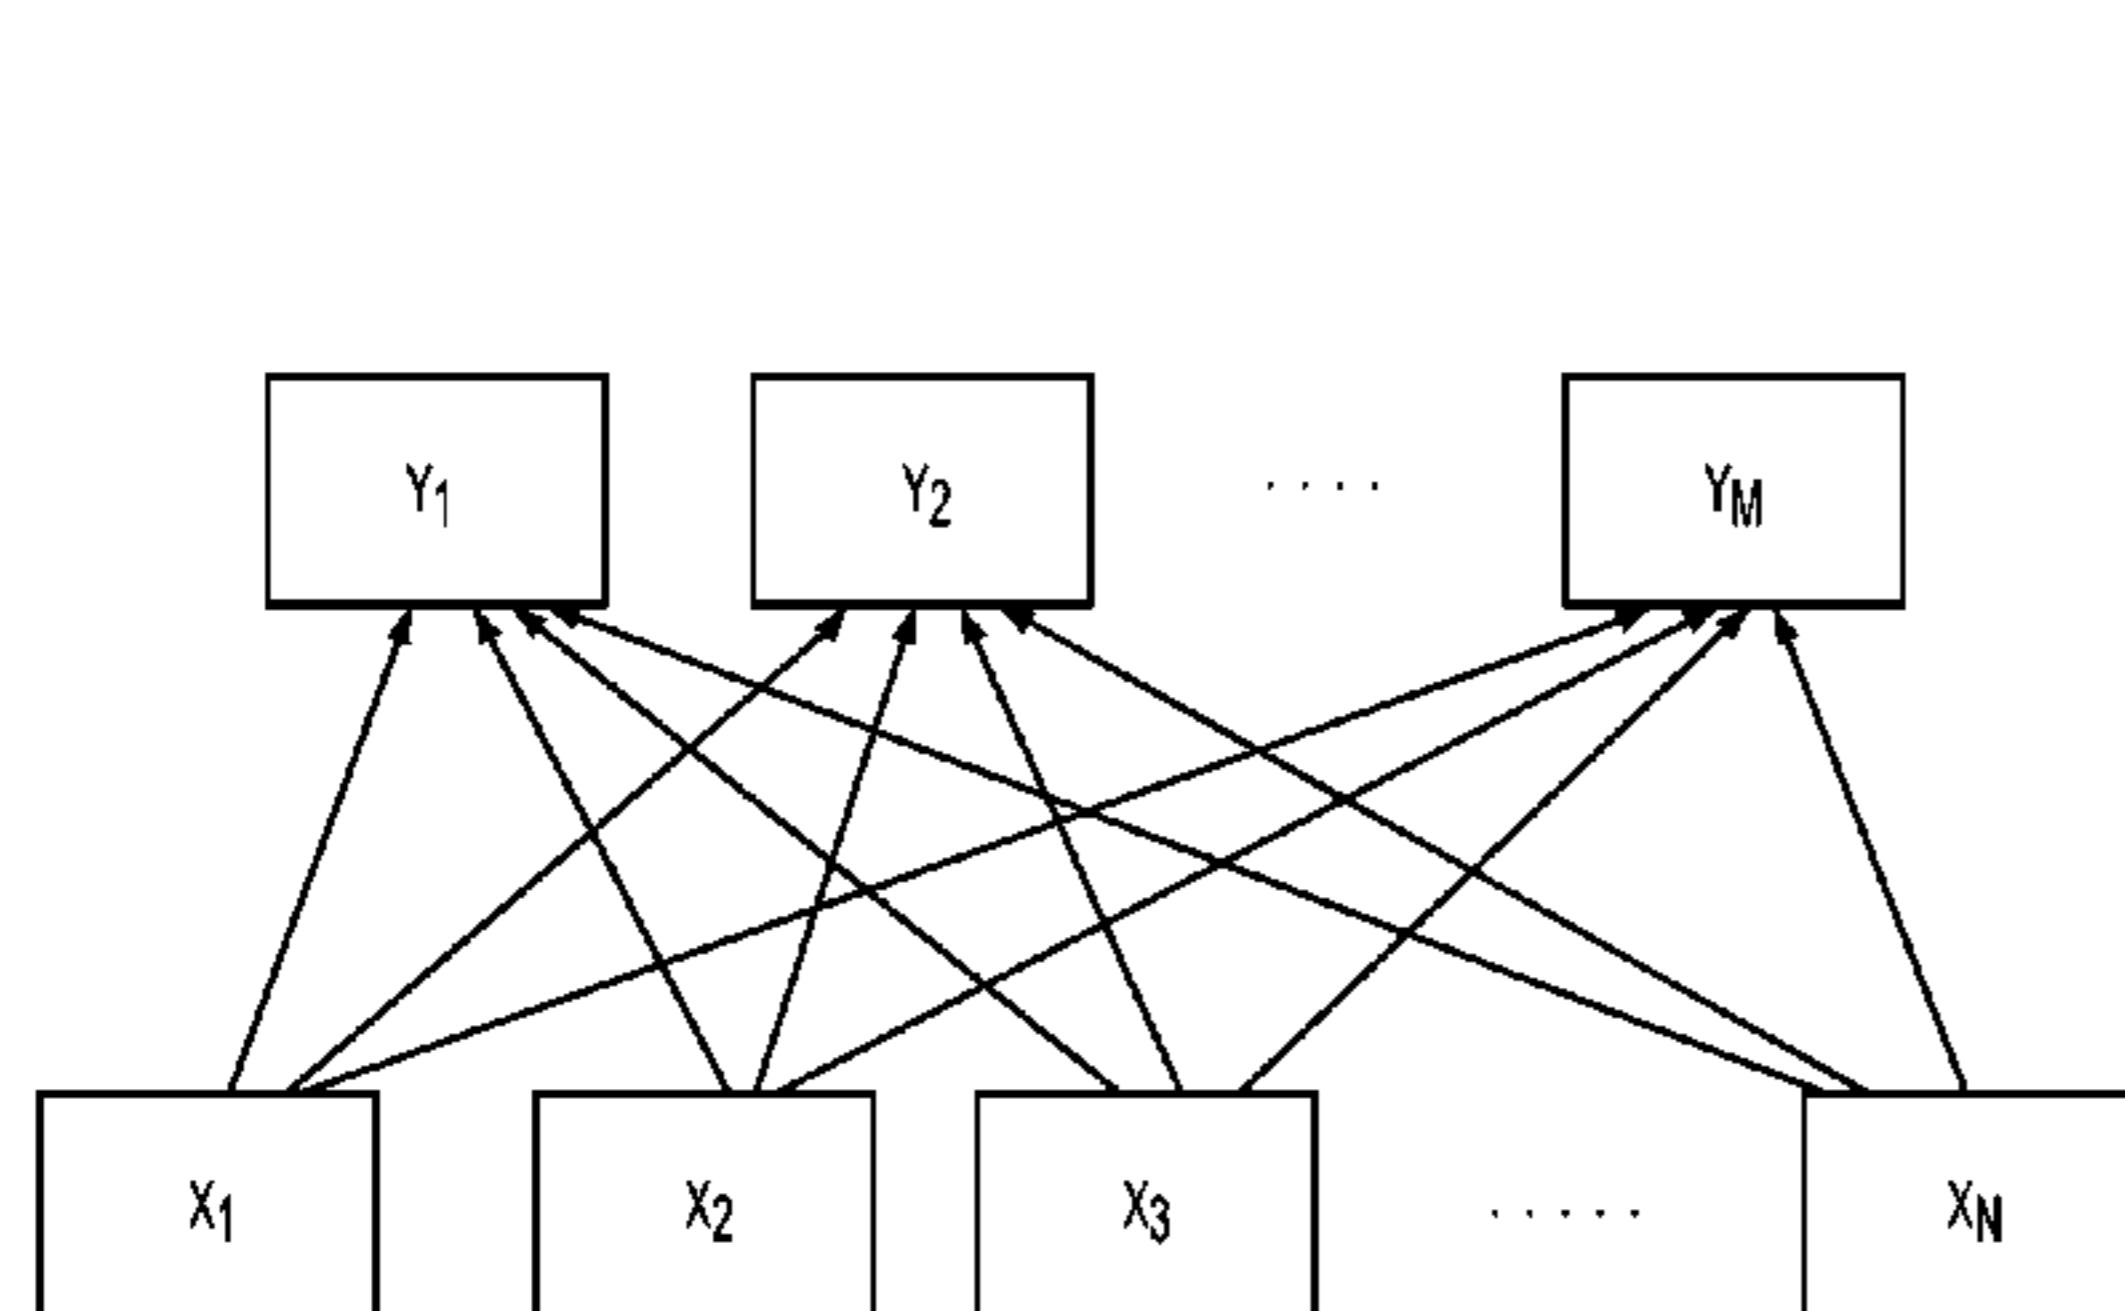 Y1 Y2 . . . . YM
X1 X2 X3 . . . . . XN